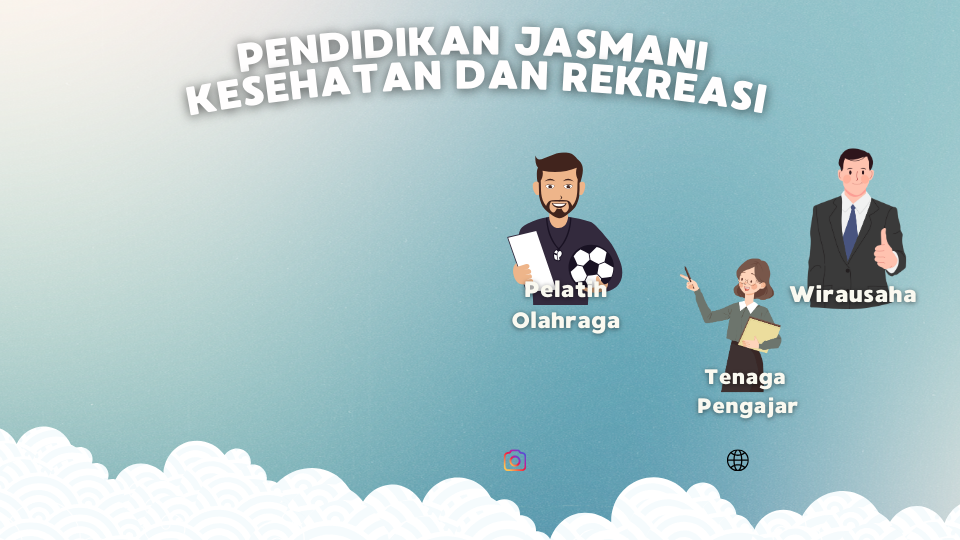 PENDIDIKAN JASMANI
KESEHATAN DAN REKREASI
Pelatih
Olahraga
Wirausaha
Tenaga
Pengajar